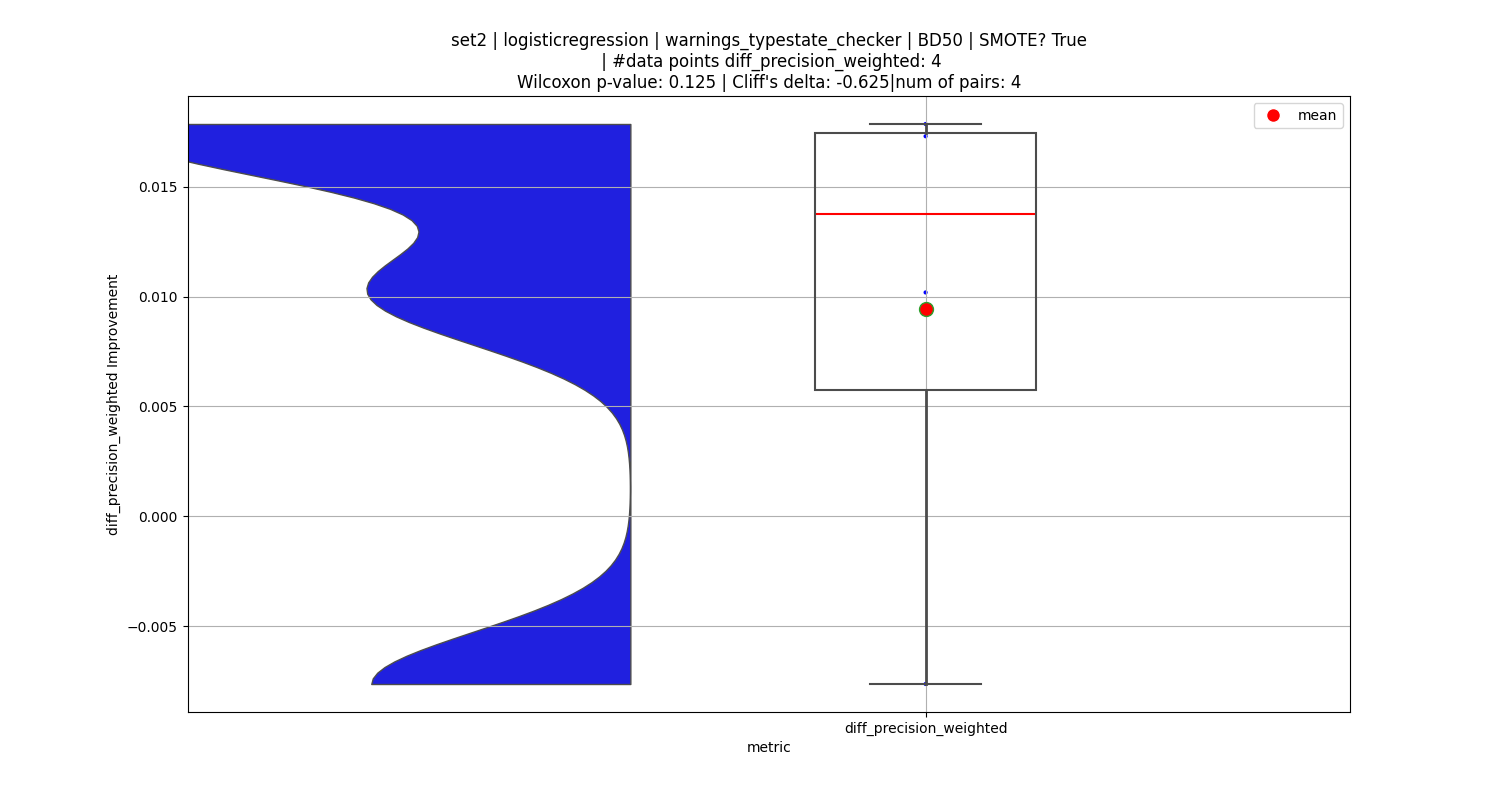 set2 | logisticregression | warnings_typestate_checker | BD50 | SMOTE? True
| #data points diff_precision_weighted: 4
Wilcoxon p-value: 0.125 | Cliff's delta: -0.625|num of pairs: 4
mean
0.015
0.010
0.005
0.000
−0.005
diff_precision_weighted Improvement
diff_precision_weighted
metric